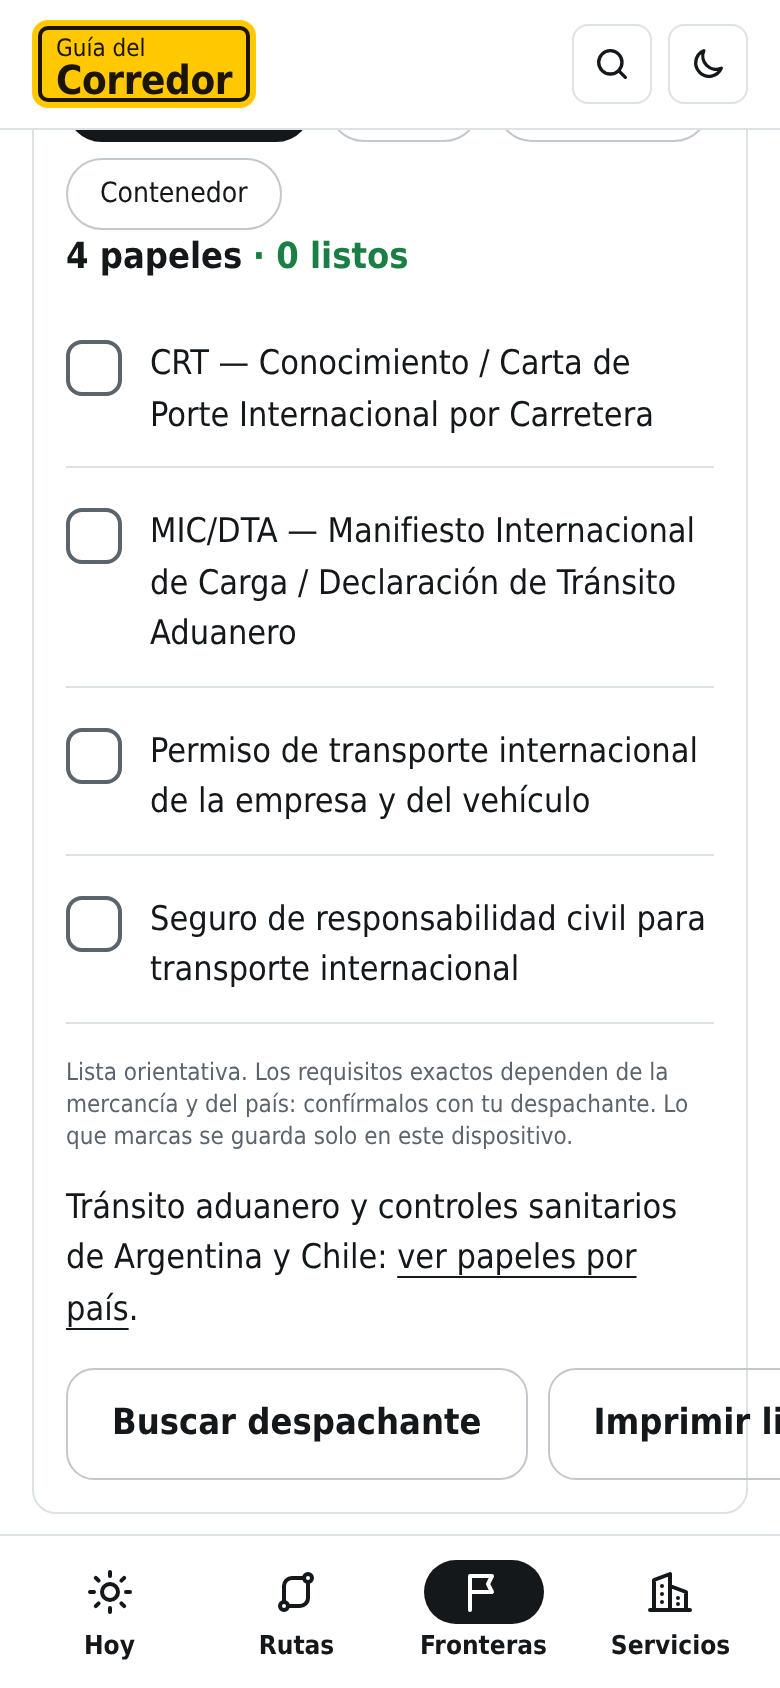 Guía del
Corredor
Contenedor
4 papeles · 0 listos
CRT — Conocimiento / Carta de
Porte Internacional por Carretera
MIC/DTA — Manifiesto Internacional
de Carga / Declaración de Tránsito
Aduanero
Permiso de transporte internacional
de la empresa y del vehículo
Seguro de responsabilidad civil para
transporte internacional
Lista orientativa. Los requisitos exactos dependen de la
mercancía y del país: confírmalos con tu despachante. Lo
que marcas se guarda solo en este dispositivo.
Tránsito aduanero y controles sanitarios
de Argentina y Chile: ver papeles por
país.
Buscar despachante
Imprimir
Hoy
Rutas
Fronteras
Servicios